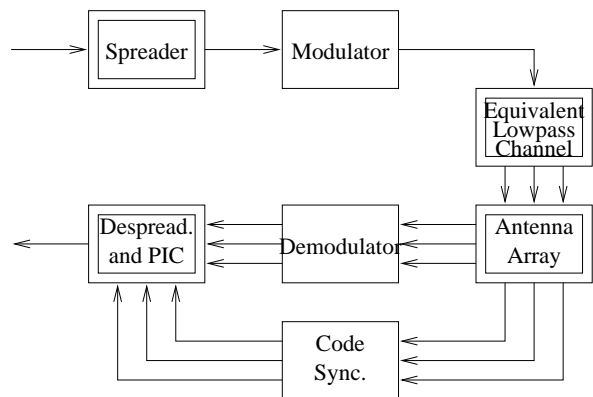 Spreader
Modulator
Equivalent
Lowpass
Channel
Despread.
and PIC
Demodulator
Antenna
Array
Code
Sync.